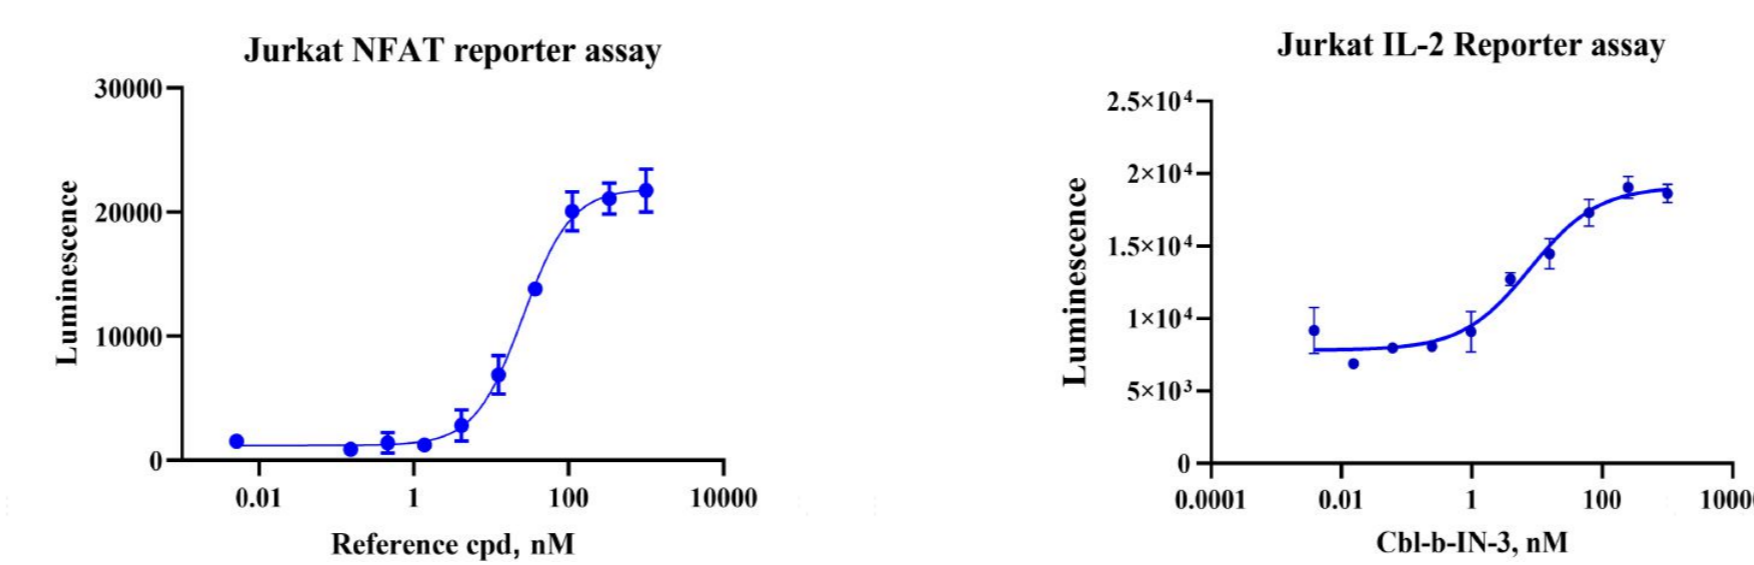 Jurkat NFAT reporter assay
30000
20000
10000
0
Luminescence
0.01 1 100 10000
Reference cpd, nM
Jurkat IL-2 Reporter assay
2.5×10⁴
2×10⁴
1.5×10⁴
1×10⁴
5×10³
0
Luminescence
0.0001 0.01 1 100 1000
Cbl-b-IN-3, nM